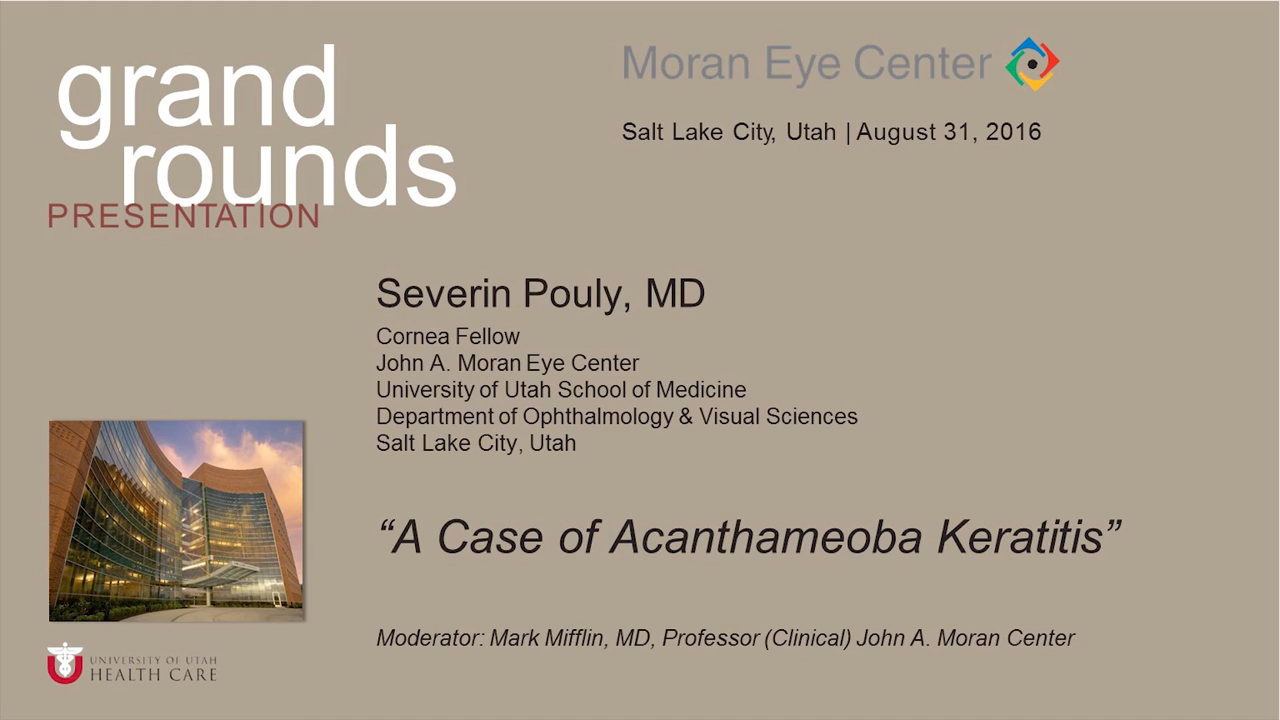 grand
rounds
PRESENTATION
Moran Eye Center
Salt Lake City, Utah | August 31, 2016
Severin Pouly, MD
Cornea Fellow
John A. Moran Eye Center
University of Utah School of Medicine
Department of Ophthalmology & Visual Sciences
Salt Lake City, Utah
“A Case of Acanthameoba Keratitis”
Moderator: Mark Mifflin, MD, Professor (Clinical) John A. Moran Center
UNIVERSITY OF UTAH
HEALTH CARE